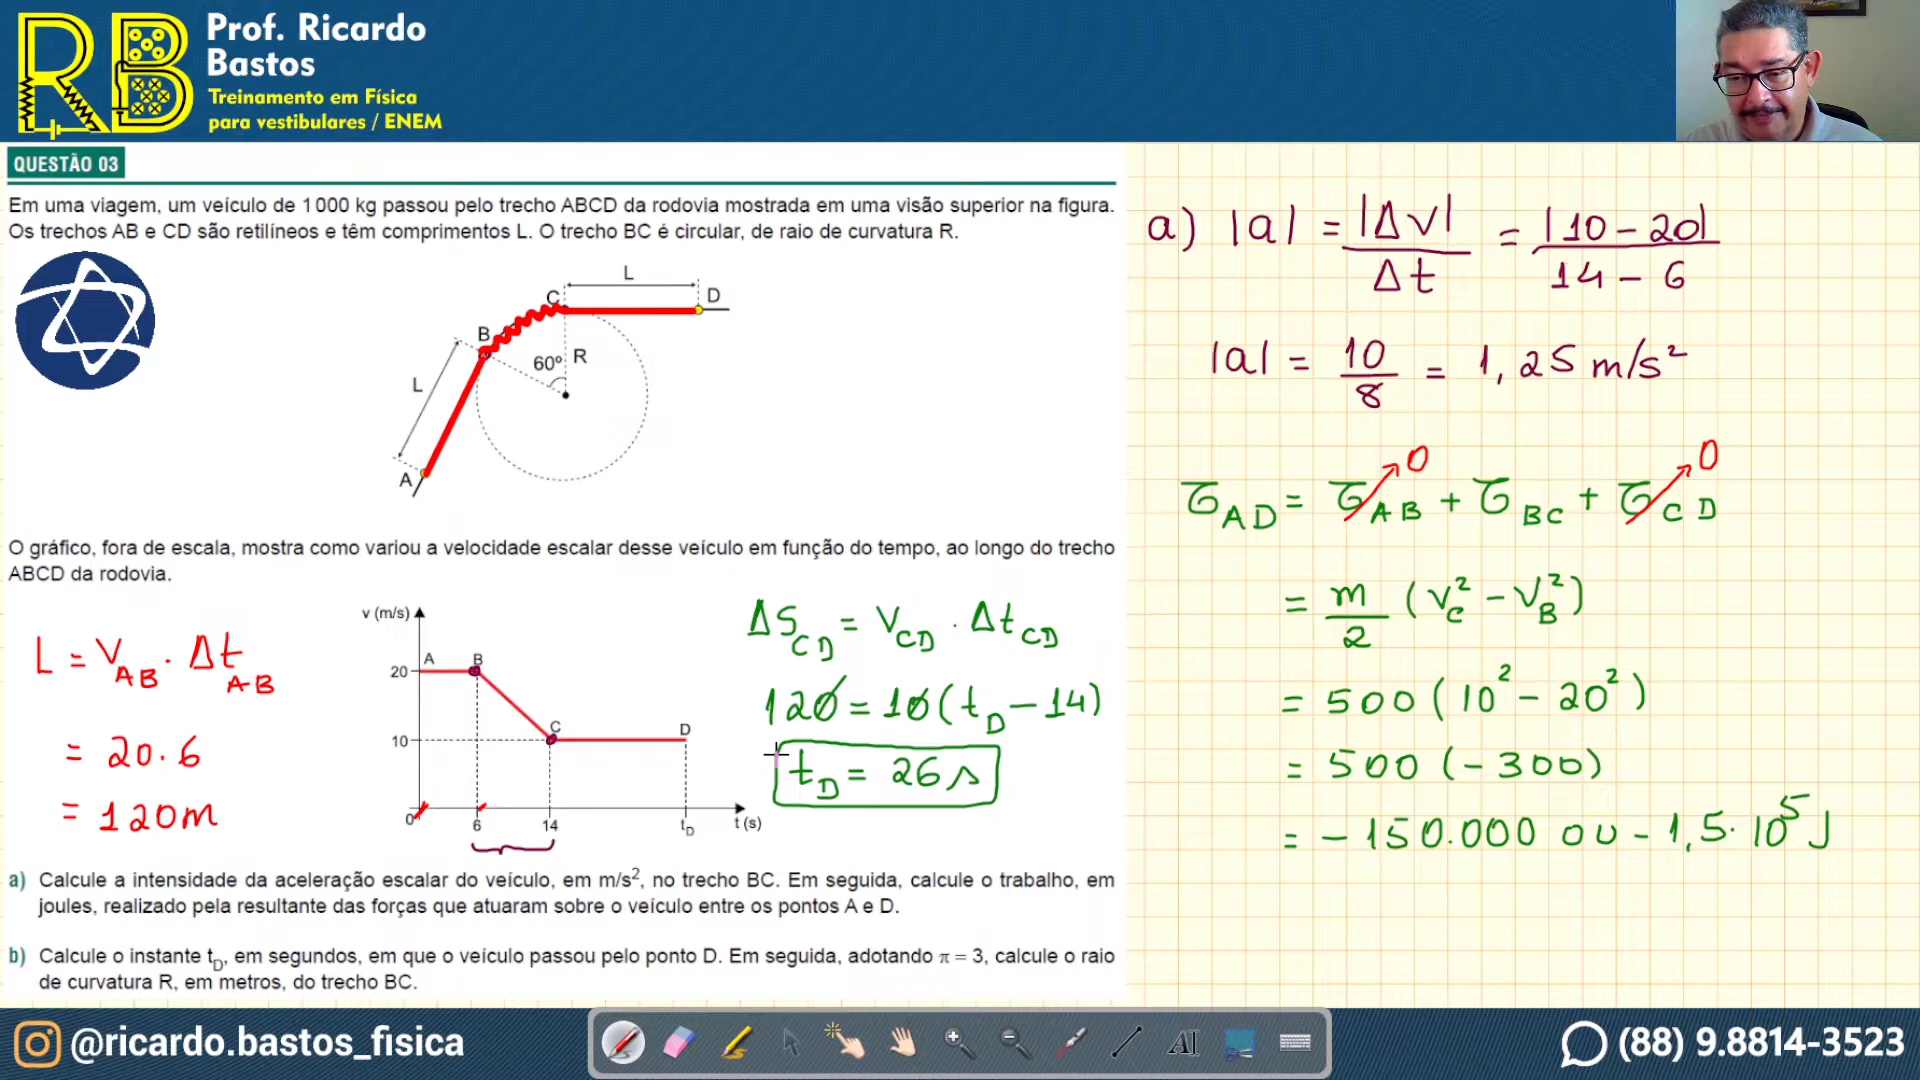 RB
Prof. Ricardo
Bastos
Treinamento em Física
para vestibulares / ENEM
QUESTÃO 03
Em uma viagem, um veículo de 1 000 kg passou pelo trecho ABCD da rodovia mostrada em uma visão superior na figura.
Os trechos AB e CD são retilíneos e têm comprimentos L. O trecho BC é circular, de raio de curvatura R.
L
C
D
B
60º
R
L
A
O gráfico, fora de escala, mostra como variou a velocidade escalar desse veículo em função do tempo, ao longo do trecho
ABCD da rodovia.
L = V_AB . Δt_AB
= 20.6
= 120m
v (m/s)
A
B
20
C
D
10
0
6
14
t_D
t (s)
ΔS_CD = V_CD . Δt_CD
120 = 10 (t_D - 14)
t_D = 26 s
a) Calcule a intensidade da aceleração escalar do veículo, em m/s², no trecho BC. Em seguida, calcule o trabalho, em
joules, realizado pela resultante das forças que atuaram sobre o veículo entre os pontos A e D.
b) Calcule o instante t_D, em segundos, em que o veículo passou pelo ponto D. Em seguida, adotando π = 3, calcule o raio
de curvatura R, em metros, do trecho BC.
a) |a| = |ΔV| / Δt = |10 - 20| / 14 - 6
|a| = 10 / 8 = 1,25 m/s²
0 0
𝜏_AD = 𝜏_AB + 𝜏_BC + 𝜏_CD
= m/2 (V_C² - V_B²)
= 500 (10² - 20²)
= 500 (-300)
= -150.000 ou -1,5.10⁵ J
@ricardo.bastos_fisica
AI
(88) 9.8814-3523